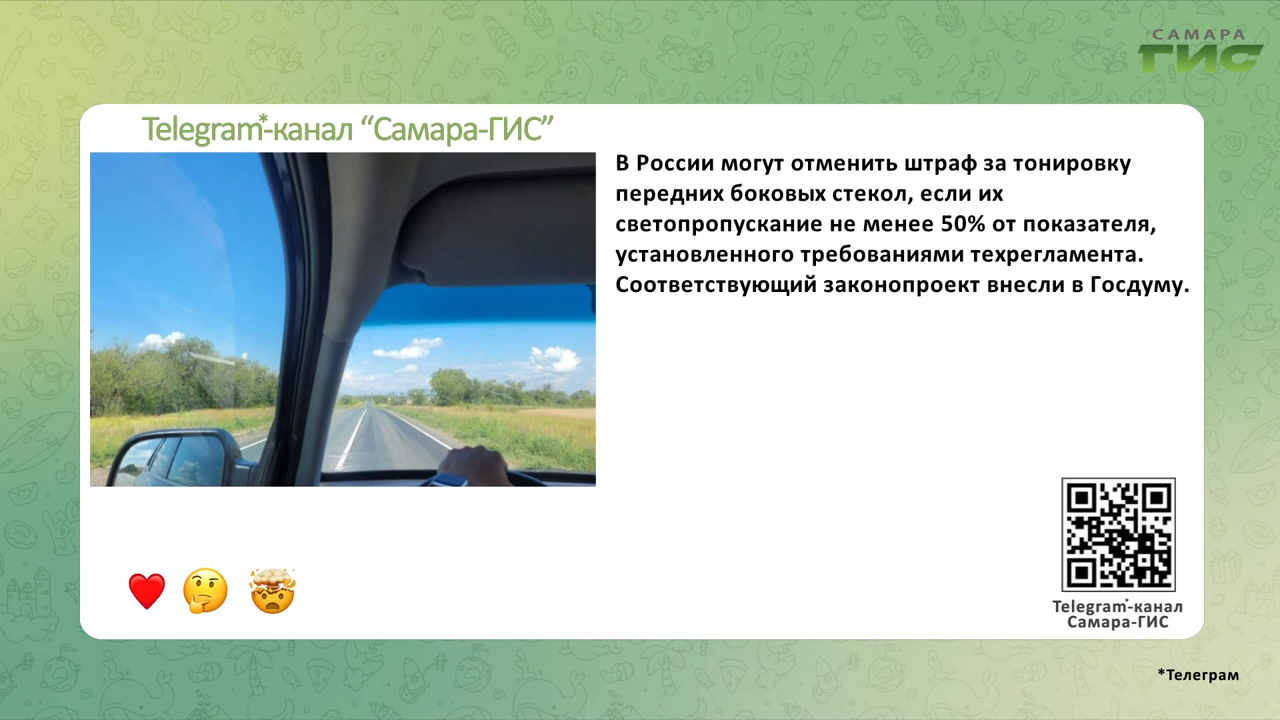 САМАРА
ГИС
Telegram*-канал “Самара-ГИС”
В России могут отменить штраф за тонировку
передних боковых стекол, если их
светопропускание не менее 50% от показателя,
установленного требованиями техрегламента.
Соответствующий законопроект внесли в Госдуму.
Telegram*-канал
Самара-ГИС
*Телеграм